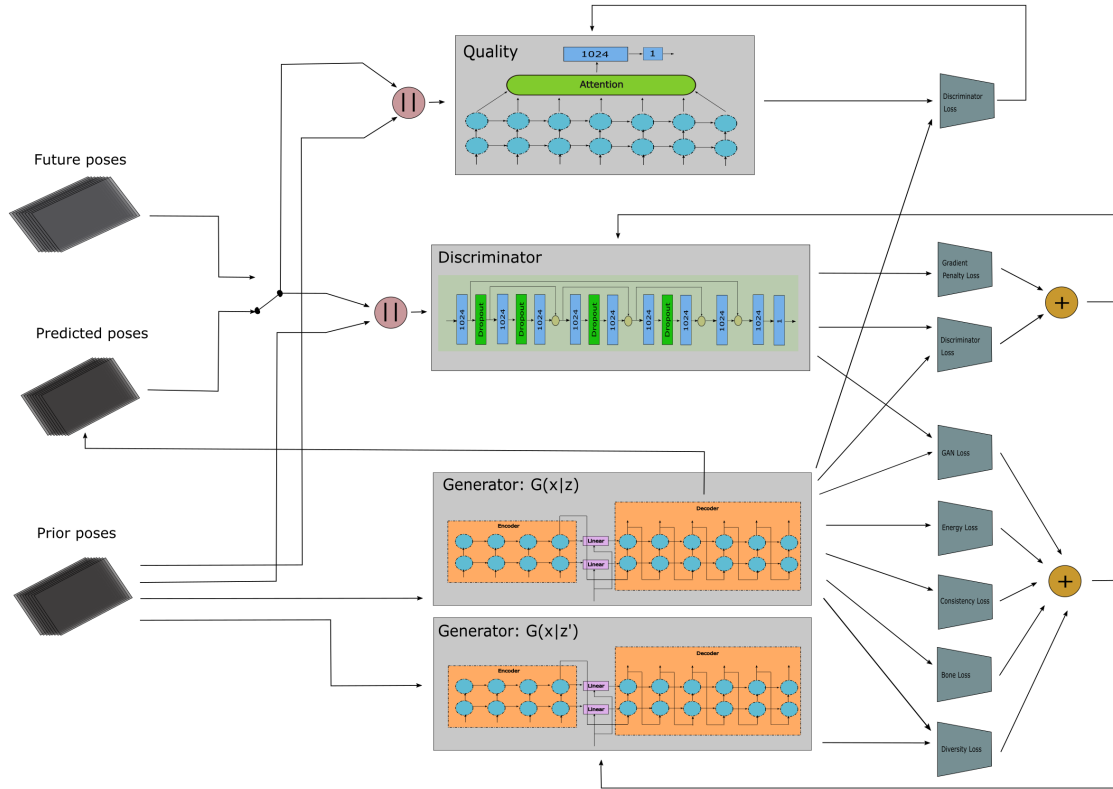 Quality
1024
1
Attention
Discriminator
Loss
Future poses
Discriminator
1024
Dropout
1024
Dropout
1024
1024
Dropout
1024
1024
Dropout
1024
1024
1024
1
Gradient
Penalty Loss
+
Discriminator
Loss
Predicted poses
GAN Loss
Generator: G(x|z)
Encoder
Decoder
Linear
Linear
Energy Loss
Prior poses
+
Consistency Loss
Generator: G(x|z')
Encoder
Decoder
Linear
Linear
Bone Loss
Diversity Loss